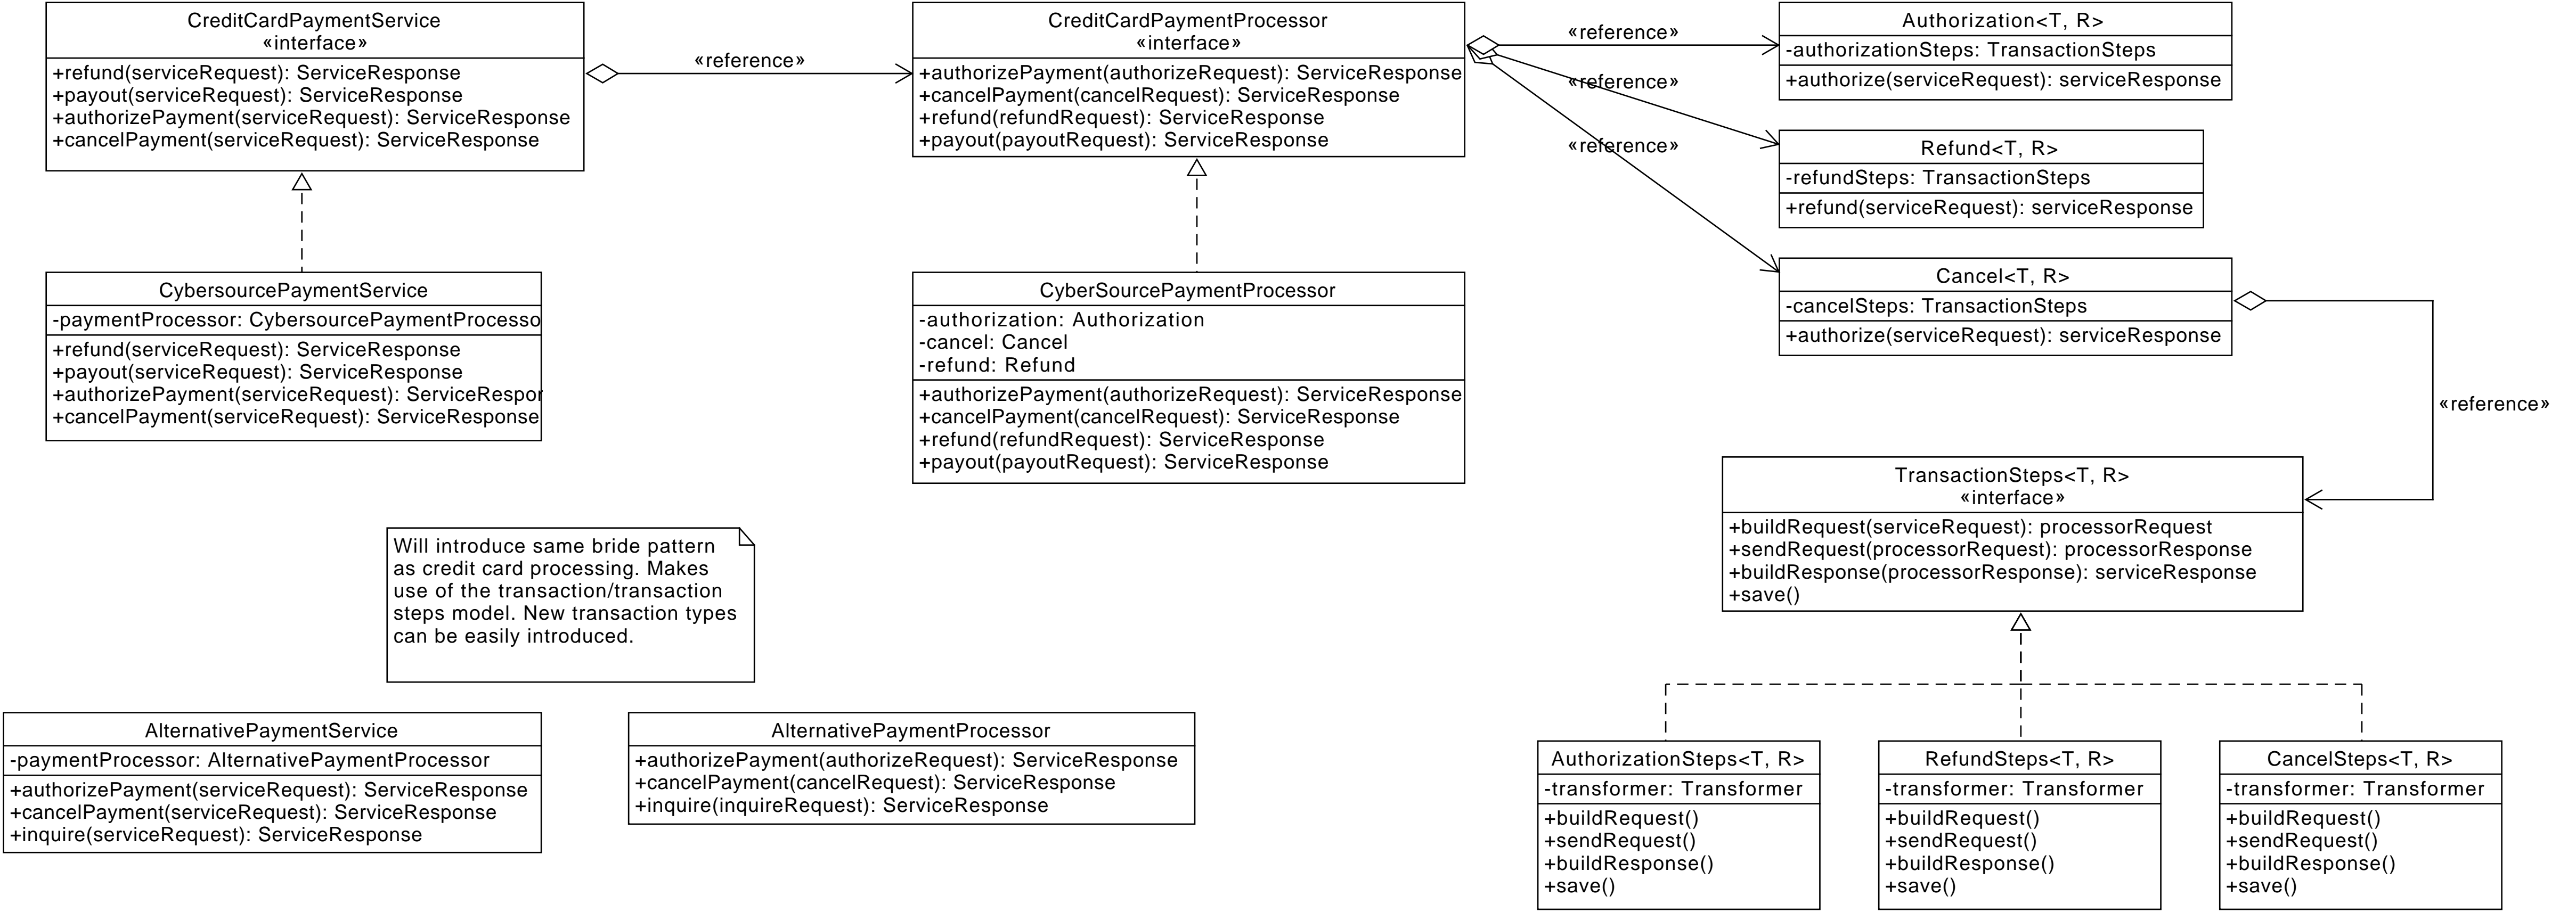 CreditCardPaymentService
«interface»
+refund(serviceRequest): ServiceResponse
+payout(serviceRequest): ServiceResponse
+authorizePayment(serviceRequest): ServiceResponse
+cancelPayment(serviceRequest): ServiceResponse
«reference»
CreditCardPaymentProcessor
«interface»
+authorizePayment(authorizeRequest): ServiceResponse
+cancelPayment(cancelRequest): ServiceResponse
+refund(refundRequest): ServiceResponse
+payout(payoutRequest): ServiceResponse
«reference»
«reference»
«reference»
Authorization<T, R>
-authorizationSteps: TransactionSteps
+authorize(serviceRequest): serviceResponse
Refund<T, R>
-refundSteps: TransactionSteps
+refund(serviceRequest): serviceResponse
Cancel<T, R>
-cancelSteps: TransactionSteps
+authorize(serviceRequest): serviceResponse
«reference»
CybersourcePaymentService
-paymentProcessor: CybersourcePaymentProcesso
+refund(serviceRequest): ServiceResponse
+payout(serviceRequest): ServiceResponse
+authorizePayment(serviceRequest): ServiceRespon
+cancelPayment(serviceRequest): ServiceResponse
CyberSourcePaymentProcessor
-authorization: Authorization
-cancel: Cancel
-refund: Refund
+authorizePayment(authorizeRequest): ServiceResponse
+cancelPayment(cancelRequest): ServiceResponse
+refund(refundRequest): ServiceResponse
+payout(payoutRequest): ServiceResponse
TransactionSteps<T, R>
«interface»
+buildRequest(serviceRequest): processorRequest
+sendRequest(processorRequest): processorResponse
+buildResponse(processorResponse): serviceResponse
+save()
Will introduce same bride pattern
as credit card processing. Makes
use of the transaction/transaction
steps model. New transaction types
can be easily introduced.
AlternativePaymentService
-paymentProcessor: AlternativePaymentProcessor
+authorizePayment(serviceRequest): ServiceResponse
+cancelPayment(serviceRequest): ServiceResponse
+inquire(serviceRequest): ServiceResponse
AlternativePaymentProcessor
+authorizePayment(authorizeRequest): ServiceResponse
+cancelPayment(cancelRequest): ServiceResponse
+inquire(inquireRequest): ServiceResponse
AuthorizationSteps<T, R>
-transformer: Transformer
+buildRequest()
+sendRequest()
+buildResponse()
+save()
RefundSteps<T, R>
-transformer: Transformer
+buildRequest()
+sendRequest()
+buildResponse()
+save()
CancelSteps<T, R>
-transformer: Transformer
+buildRequest()
+sendRequest()
+buildResponse()
+save()